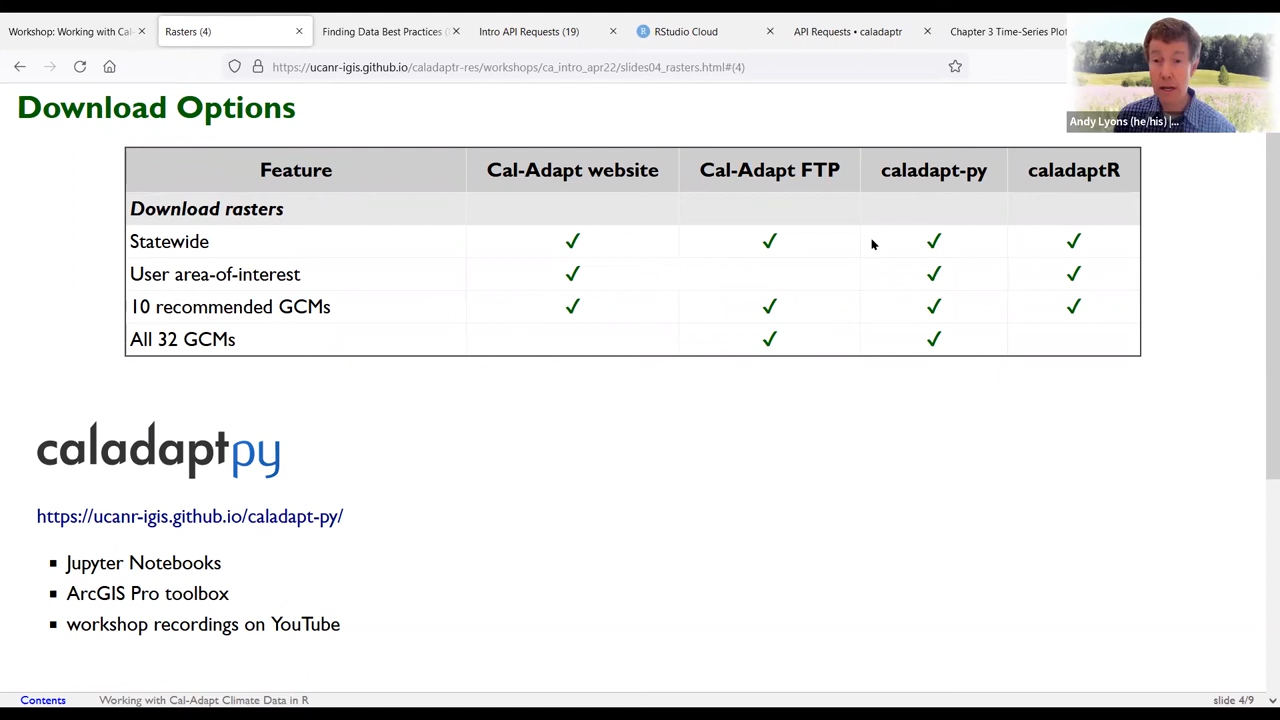 Workshop: Working with Cal-
Rasters (4)
Finding Data Best Practices (
Intro API Requests (19)
RStudio Cloud
API Requests • caladaptr
Chapter 3 Time-Series Plot
https://ucanr-igis.github.io/caladapt-res/workshops/ca_intro_apr22/slides04_rasters.html#(4)
Andy Lyons (he/his) |...
Download Options
Feature Cal-Adapt website Cal-Adapt FTP caladapt-py caladaptR
Download rasters
Statewide ✓ ✓ ✓ ✓
User area-of-interest ✓ ✓ ✓
10 recommended GCMs ✓ ✓ ✓ ✓
All 32 GCMs ✓ ✓
caladaptpy
https://ucanr-igis.github.io/caladapt-py/
▪ Jupyter Notebooks
▪ ArcGIS Pro toolbox
▪ workshop recordings on YouTube
Contents Working with Cal-Adapt Climate Data in R slide 4/9